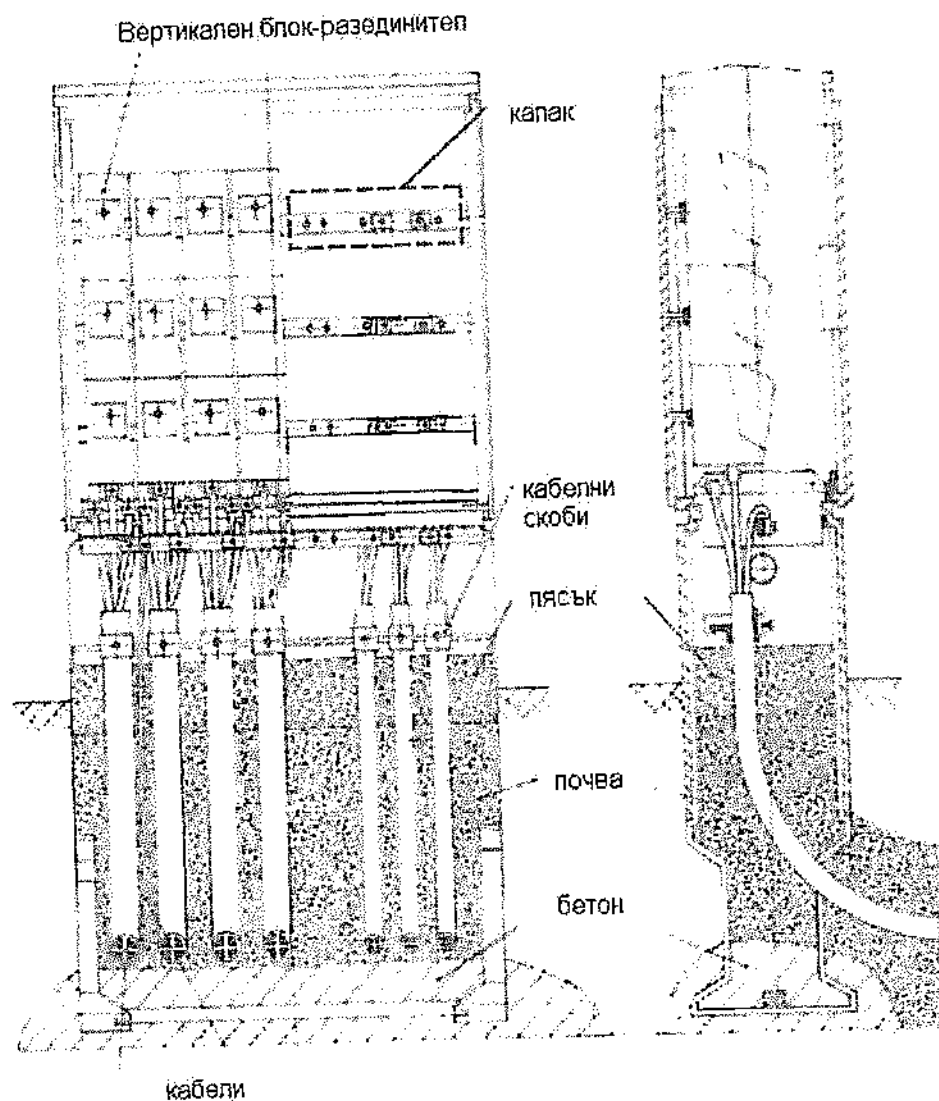 Вертикален блок-разединител
капак
кабелни
скоби
пясък
почва
бетон
кабели